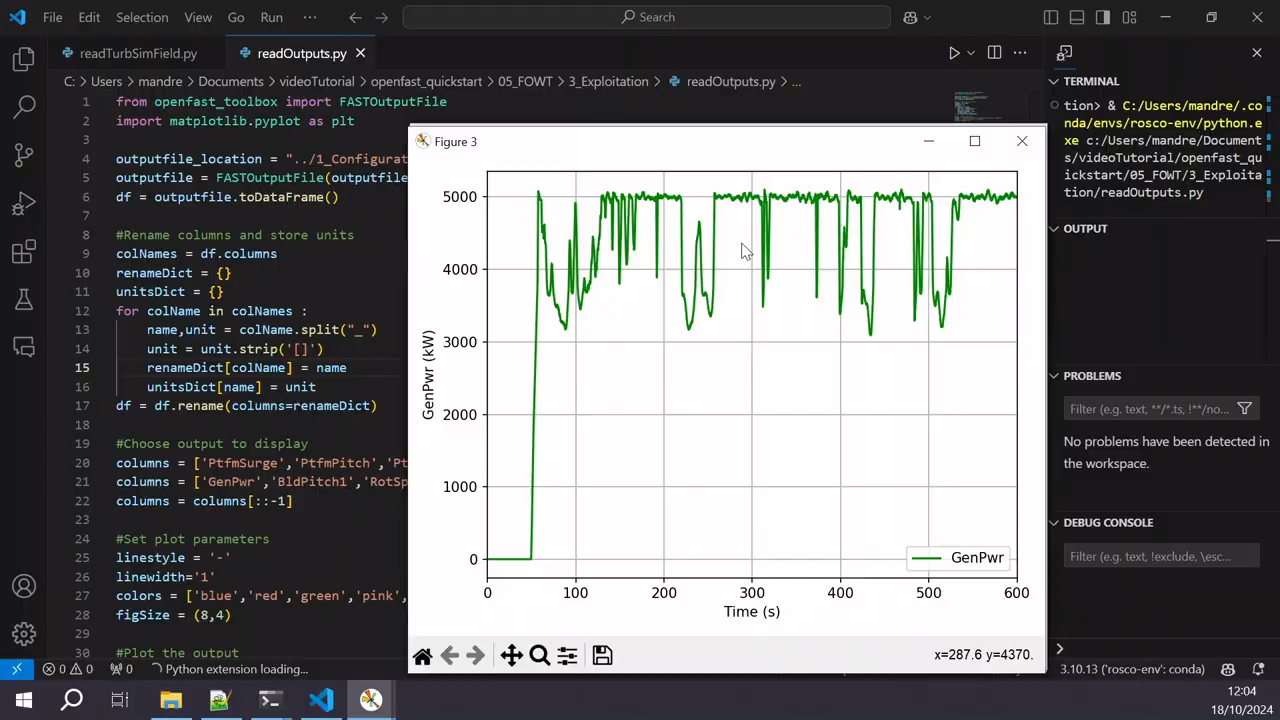 File Edit Selection View Go Run ··· Search
readTurbSimField.py readOutputs.py
C: > Users > mandre > Documents > videoTutorial > openfast_quickstart > 05_FOWT > 3_Exploitation > readOutputs.py > ...
1 from openfast_toolbox import FASTOutputFile
2 import matplotlib.pyplot as plt
3
4 outputfile_location = "../1_Configurat
5 outputfile = FASTOutputFile(outputfile
6 df = outputfile.toDataFrame()
7
8 #Rename columns and store units
9 colNames = df.columns
10 renameDict = {}
11 unitsDict = {}
12 for colName in colNames :
13 name,unit = colName.split("_")
14 unit = unit.strip('[]')
15 renameDict[colName] = name
16 unitsDict[name] = unit
17 df = df.rename(columns=renameDict)
18
19 #Choose output to display
20 columns = ['PtfmSurge','PtfmPitch','Pt
21 columns = ['GenPwr','BldPitch1','RotSp
22 columns = columns[::-1]
23
24 #Set plot parameters
25 linestyle = '-'
26 linewidth='1'
27 colors = ['blue','red','green','pink',
28 figSize = (8,4)
29
30 #Plot the output
Figure 3
5000
4000
3000
2000
1000
0
GenPwr (kW)
GenPwr
0 100 200 300 400 500 600
Time (s)
x=287.6 y=4370.
TERMINAL
tion> & C:/Users/mandre/.co
nda/envs/rosco-env/python.e
xe c:/Users/mandre/Document
s/videoTutorial/openfast_qu
ickstart/05_FOWT/3_Exploita
tion/readOutputs.py
OUTPUT
PROBLEMS
Filter (e.g. text, **/*.ts, !**/no...
No problems have been detected in
the workspace.
DEBUG CONSOLE
Filter (e.g. text, !exclude, \esc...
0 0 0 Python extension loading... 3.10.13 ('rosco-env': conda)
12:04
18/10/2024